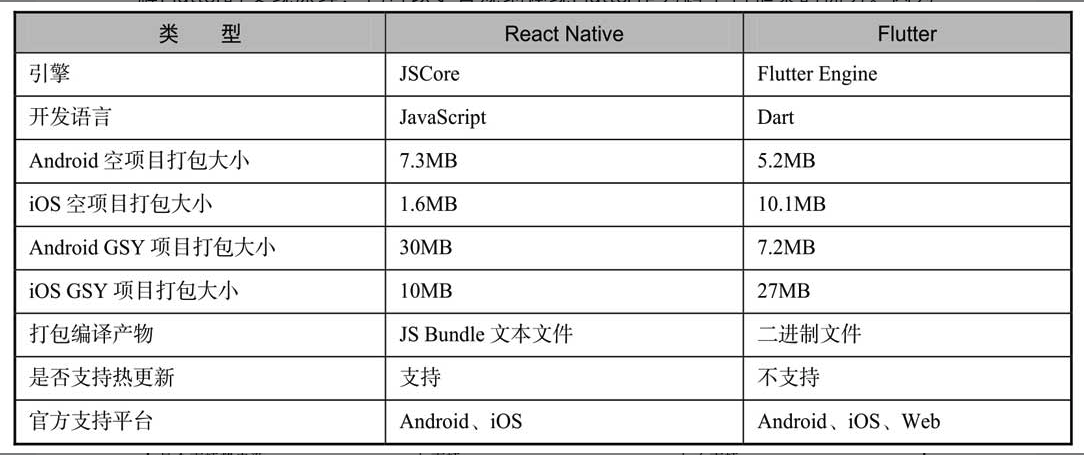 类 型 React Native Flutter
引擎 JSCore Flutter Engine
开发语言 JavaScript Dart
Android 空项目打包大小 7.3MB 5.2MB
iOS 空项目打包大小 1.6MB 10.1MB
Android GSY 项目打包大小 30MB 7.2MB
iOS GSY 项目打包大小 10MB 27MB
打包编译产物 JS Bundle 文本文件 二进制文件
是否支持热更新 支持 不支持
官方支持平台 Android、iOS Android、iOS、Web